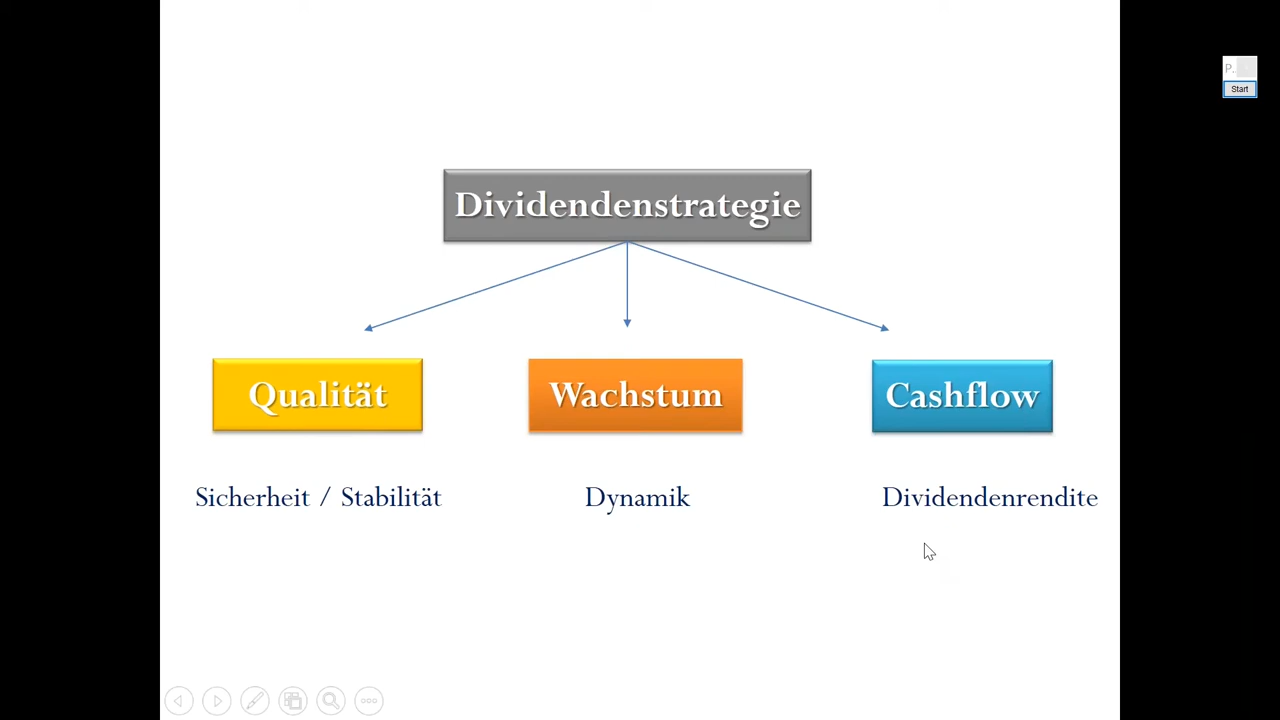 P..
Start
Dividendenstrategie
Qualität
Wachstum
Cashflow
Sicherheit / Stabilität
Dynamik
Dividendenrendite